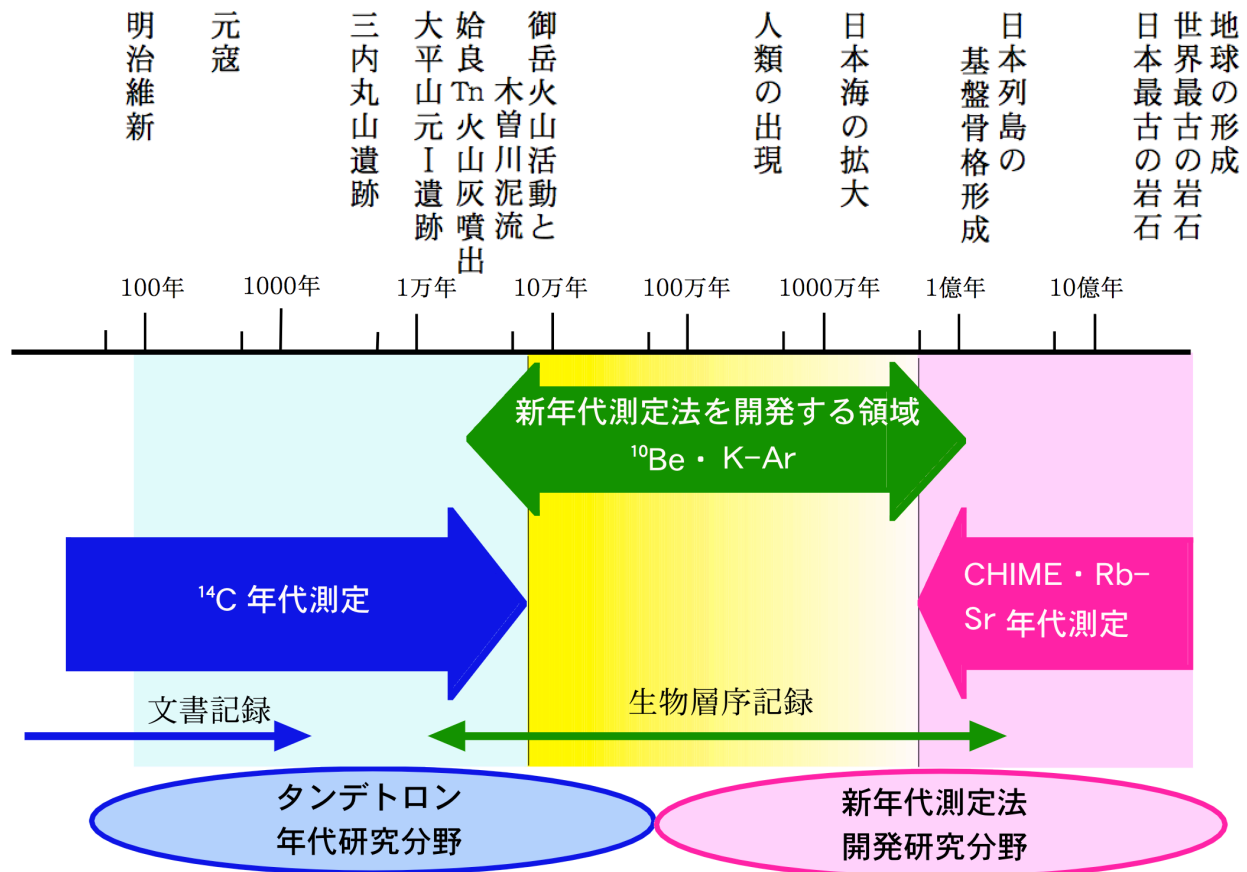 明治維新
元寇
三内丸山遺跡
大平山元I遺跡
姶良Tn火山灰噴出
御岳火山活動と
木曽川泥流
人類の出現
日本海の拡大
日本列島の
基盤骨格形成
日本最古の岩石
世界最古の岩石
地球の形成
100年
1000年
1万年
10万年
100万年
1000万年
1億年
10億年
新年代測定法を開発する領域
¹⁰Be・K-Ar
¹⁴C 年代測定
CHIME・Rb-
Sr 年代測定
文書記録
生物層序記録
タンデトロン
年代研究分野
新年代測定法
開発研究分野